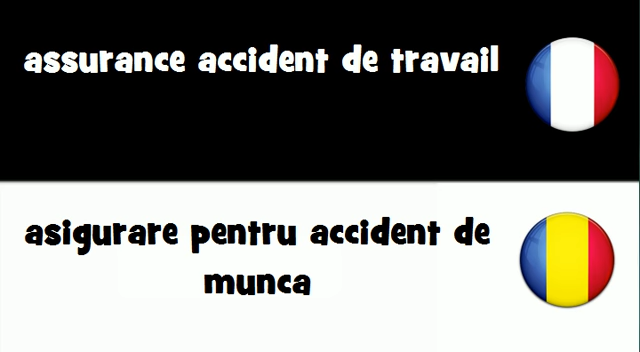 assurance accident de travail
asigurare pentru accident de
munca